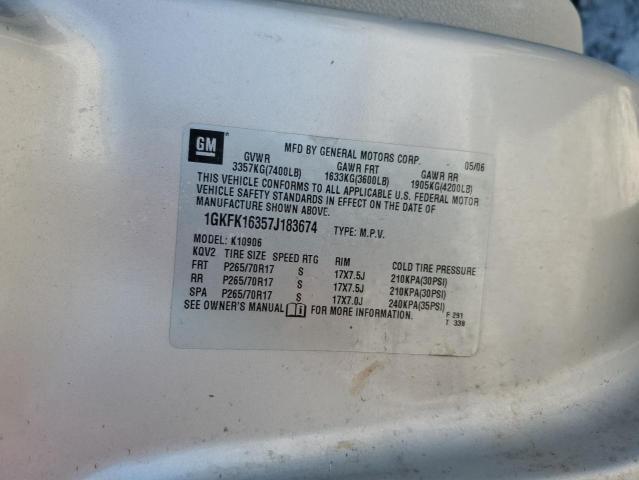 GM
MFD BY GENERAL MOTORS CORP. 05/06
GVWR GAWR FRT GAWR RR
3357KG(7400LB) 1633KG(3600LB) 1905KG(4200LB)
THIS VEHICLE CONFORMS TO ALL APPLICABLE U.S. FEDERAL MOTOR
VEHICLE SAFETY STANDARDS IN EFFECT ON THE DATE OF
MANUFACTURE SHOWN ABOVE.
1GKFK16357J183674 TYPE: M.P.V.
MODEL: K10906
KQV2 TIRE SIZE SPEED RTG RIM COLD TIRE PRESSURE
FRT P265/70R17 S 17X7.5J 210KPA(30PSI)
RR P265/70R17 S 17X7.5J 210KPA(30PSI)
SPA P265/70R17 S 17X7.0J 240KPA(35PSI)
SEE OWNER'S MANUAL FOR MORE INFORMATION. F 291
T 338